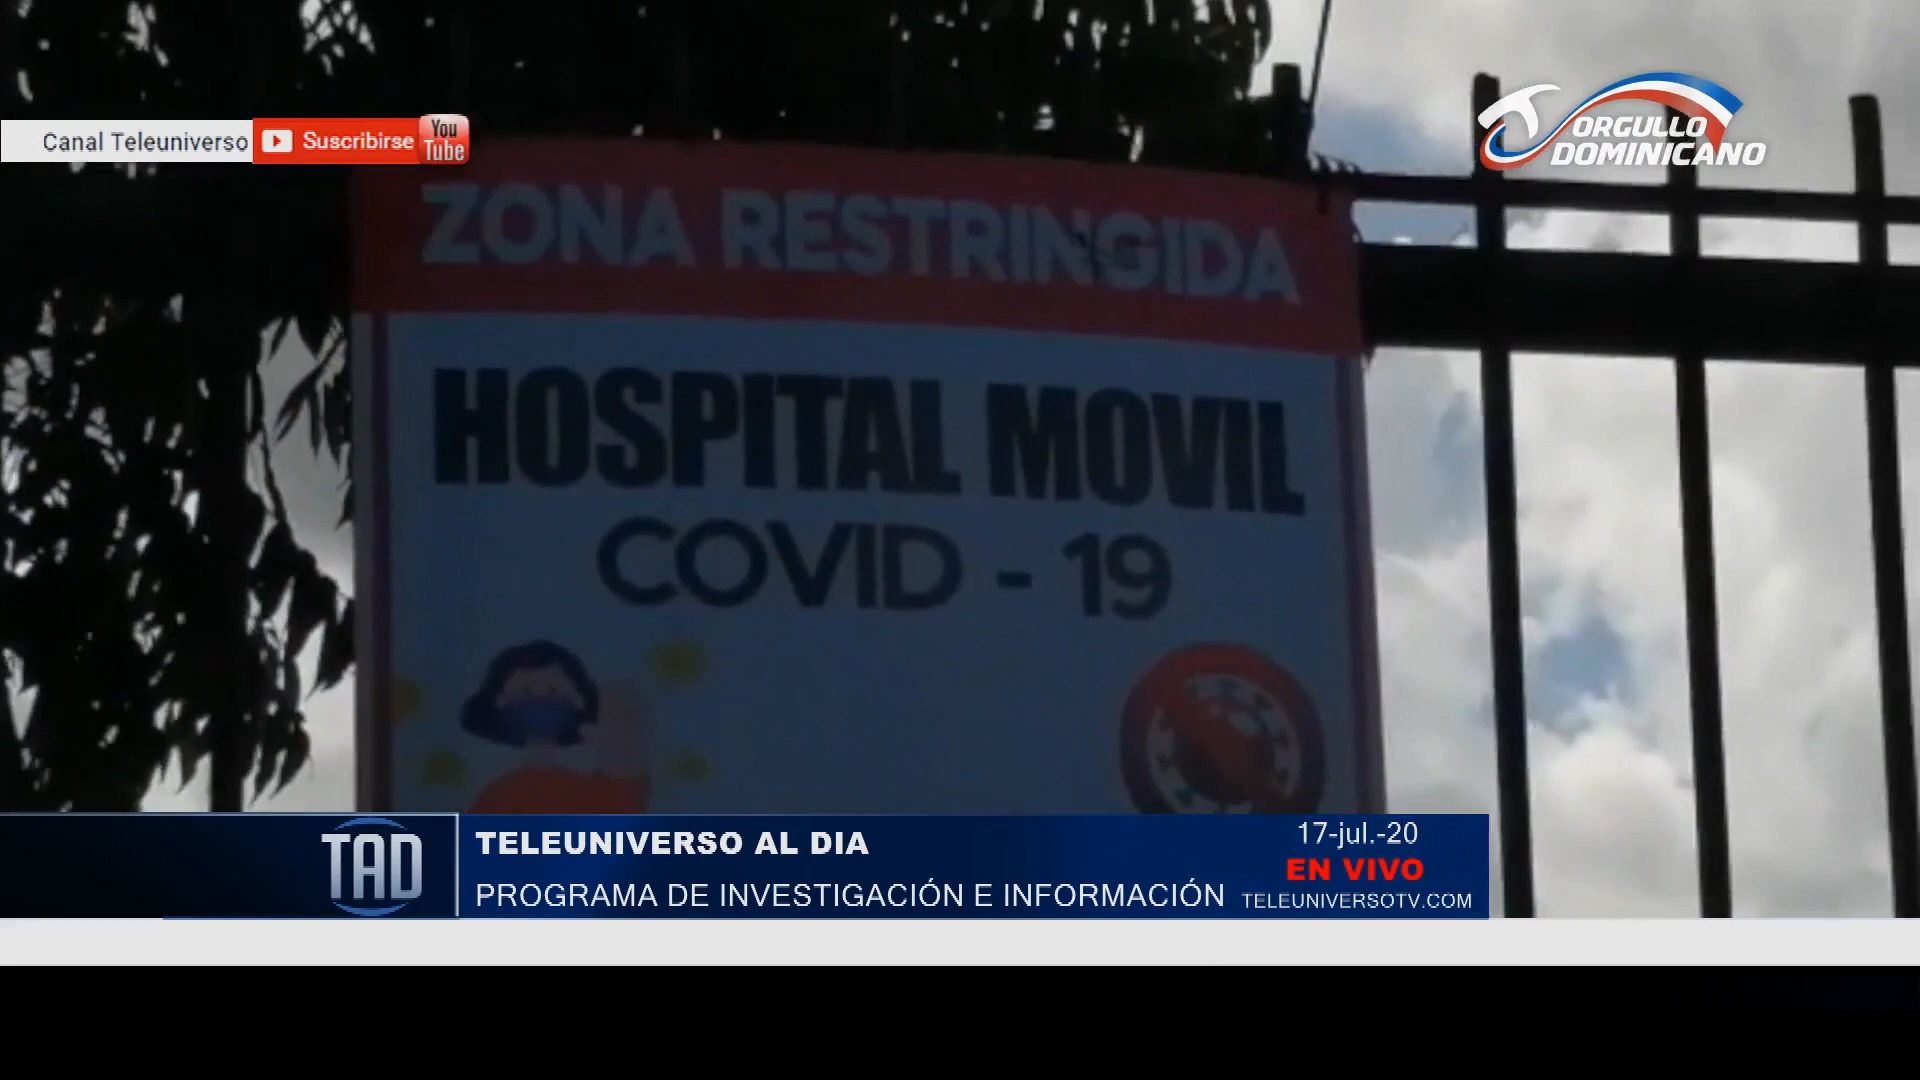 Canal Teleuniverso
Suscribirse
You
Tube
ORGULLO
DOMINICANO
ZONA RESTRINGIDA
HOSPITAL MOVIL
COVID - 19
TAD
TELEUNIVERSO AL DIA
PROGRAMA DE INVESTIGACIÓN E INFORMACIÓN
17-jul.-20
EN VIVO
TELEUNIVERSOTV.COM